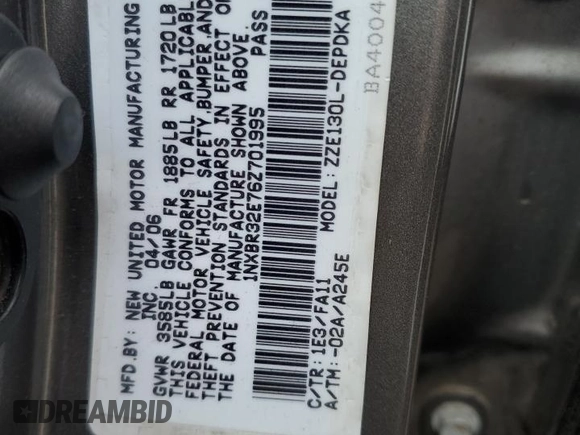 MFD.BY: NEW UNITED MOTOR MANUFACTURING
INC. 04/06
GVWR 3585LB GAWR FR 1885LB RR 1720LB
THIS VEHICLE CONFORMS TO ALL APPLICABL
FEDERAL MOTOR VEHICLE SAFETY,BUMPER,AND
THEFT PREVENTION STANDARDS IN EFFECT O
THE DATE OF MANUFACTURE SHOWN ABOVE.
1NXBR32E76Z701995 PASS
C/TR: 1E3/FA11 MODEL: ZZE130L-DEPDKA
A/TM: -02A/A245E
BA4004
DREAMBID